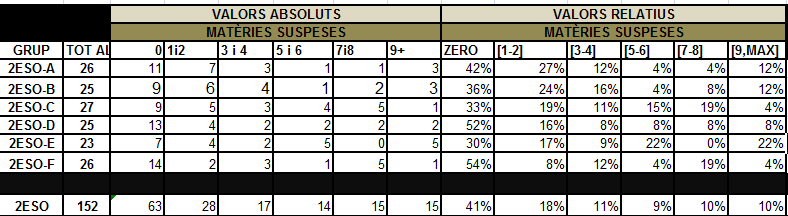 VALORS ABSOLUTS VALORS RELATIUS
MATÈRIES SUSPESES MATÈRIES SUSPESES
GRUP TOT AL 0 1i2 3 i 4 5 i 6 7i8 9+ ZERO [1-2] [3-4] [5-6] [7-8] [9,MAX]
2ESO-A 26 11 7 3 1 1 3 42% 27% 12% 4% 4% 12%
2ESO-B 25 9 6 4 1 2 3 36% 24% 16% 4% 8% 12%
2ESO-C 27 9 5 3 4 5 1 33% 19% 11% 15% 19% 4%
2ESO-D 25 13 4 2 2 2 2 52% 16% 8% 8% 8% 8%
2ESO-E 23 7 4 2 5 0 5 30% 17% 9% 22% 0% 22%
2ESO-F 26 14 2 3 1 5 1 54% 8% 12% 4% 19% 4%
2ESO 152 63 28 17 14 15 15 41% 18% 11% 9% 10% 10%